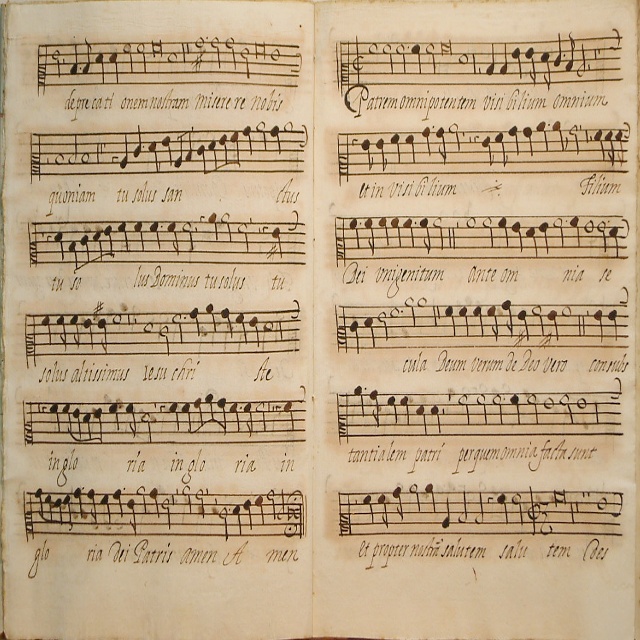 deprecati onem nostram miserere nobis
quoniam tu solus san ctus
tu so lus Dominus tu solus tu
solus altissimus Iesu chri ste
in glo ria in glo ria in
glo ria Dei Patris amen A men
Patrem omnipotentem visi bilium omnium
et in visi bilium Filium
Dei unigenitum ante om nia se
cula Deum verum de Deo vero consubs
tantialem patri per quem omnia facta sunt
et propter nostrã salutem salu tem Des